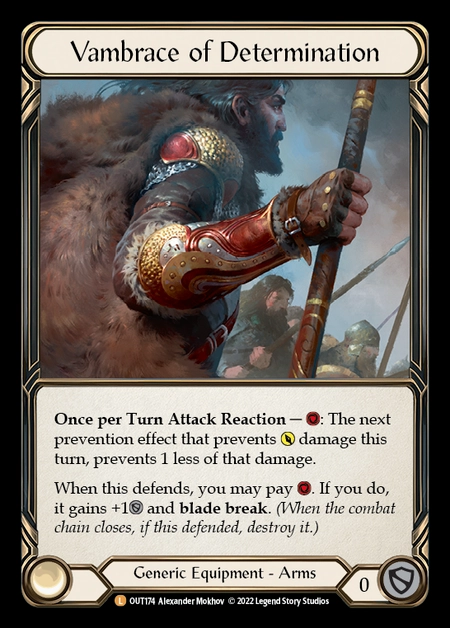 Vambrace of Determination
Once per Turn Attack Reaction — : The next
prevention effect that prevents damage this
turn, prevents 1 less of that damage.
When this defends, you may pay . If you do,
it gains +1 and blade break. (When the combat
chain closes, if this defended, destroy it.)
Generic Equipment - Arms
0
L OUT174 Alexander Mokhov © 2022 Legend Story Studios